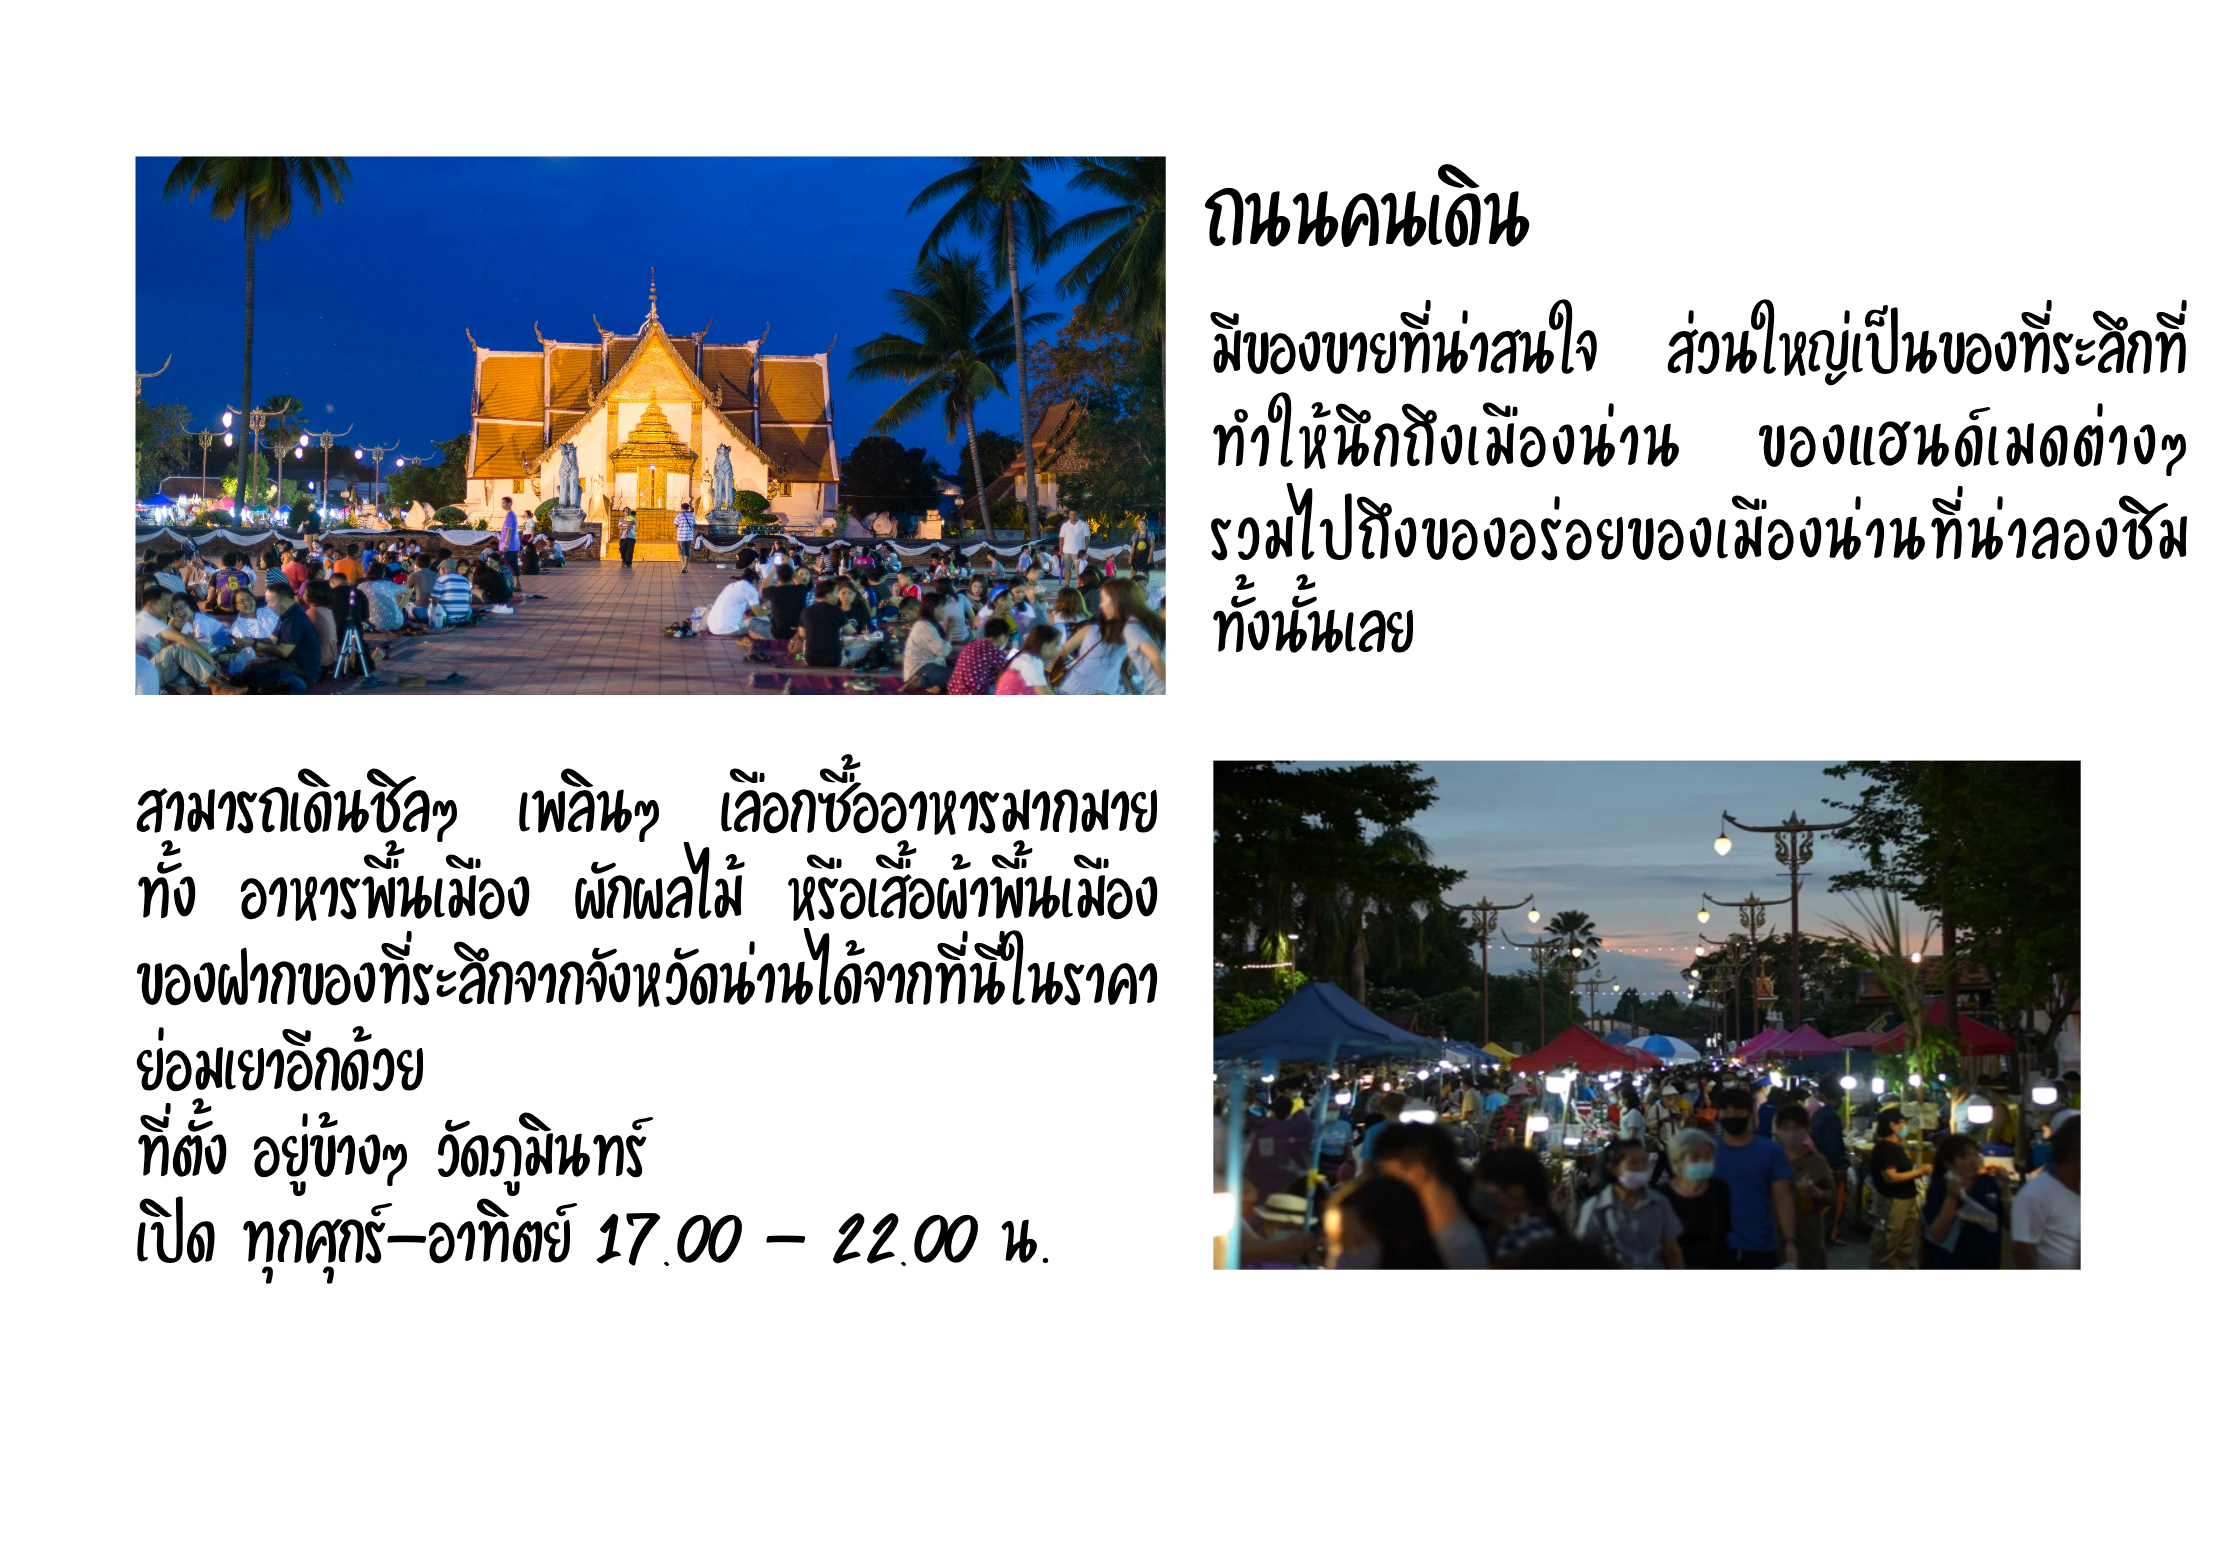 ถนนคนเดิน
มีของขายที่น่าสนใจ ส่วนใหญ่เป็นของที่ระลึกที่
ทำให้นึกถึงเมืองน่าน ของแฮนด์เมดต่างๆ
รวมไปถึงของอร่อยของเมืองน่านที่น่าลองชิม
ทั้งนั้นเลย
สามารถเดินชิลๆ เพลินๆ เลือกซื้ออาหารมากมาย
ทั้ง อาหารพื้นเมือง ผักผลไม้ หรือเสื้อผ้าพื้นเมือง
ของฝากของที่ระลึกจากจังหวัดน่านได้จากที่นี่ในราคา
ย่อมเยาอีกด้วย
ที่ตั้ง อยู่ข้างๆ วัดภูมินทร์
เปิด ทุกศุกร์-อาทิตย์ 17.00 - 22.00 น.